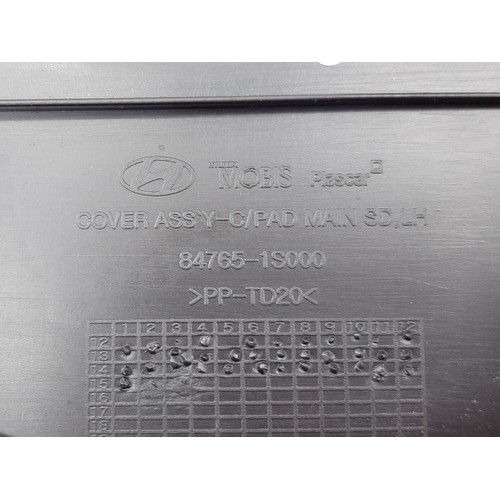 MOBIS Plascar
COVER ASS'Y-C/PAD MAIN SD,LH
84765-1S000
>PP-TD20<
1 2 3 4 5 6 7 8 9 10 11 12
12
13
14
15
16
17
18